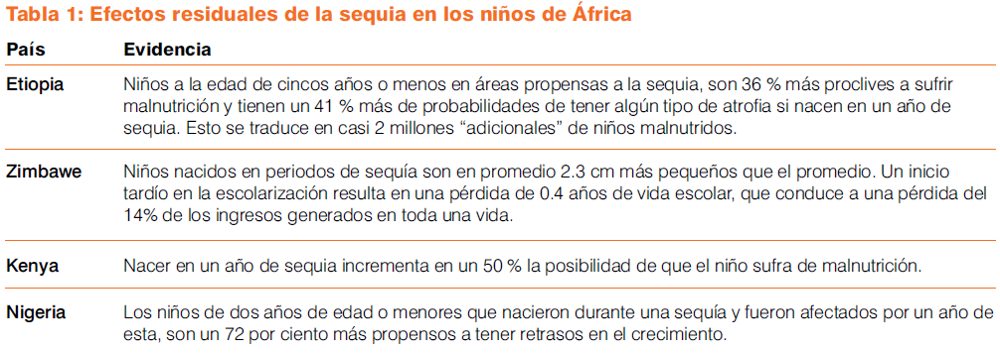 Tabla 1: Efectos residuales de la sequia en los niños de África
País Evidencia
Etiopia Niños a la edad de cincos años o menos en áreas propensas a la sequia, son 36 % más proclives a sufrir
malnutrición y tienen un 41 % más de probabilidades de tener algún tipo de atrofia si nacen en un año de
sequia. Esto se traduce en casi 2 millones “adicionales” de niños malnutridos.
Zimbawe Niños nacidos en periodos de sequía son en promedio 2.3 cm más pequeños que el promedio. Un inicio
tardío en la escolarización resulta en una pérdida de 0.4 años de vida escolar, que conduce a una pérdida del
14% de los ingresos generados en toda una vida.
Kenya Nacer en un año de sequia incrementa en un 50 % la posibilidad de que el niño sufra de malnutrición.
Nigeria Los niños de dos años de edad o menores que nacieron durante una sequía y fueron afectados por un año de
esta, son un 72 por ciento más propensos a tener retrasos en el crecimiento.